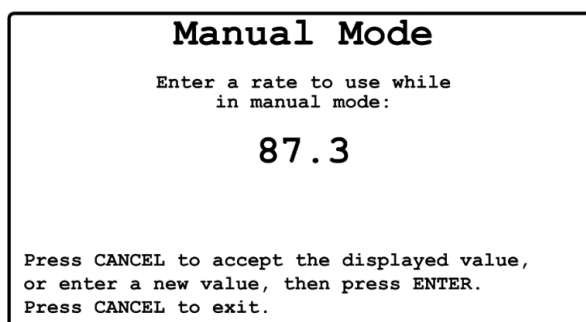 Manual Mode
Enter a rate to use while
in manual mode:
87.3
Press CANCEL to accept the displayed value,
or enter a new value, then press ENTER.
Press CANCEL to exit.